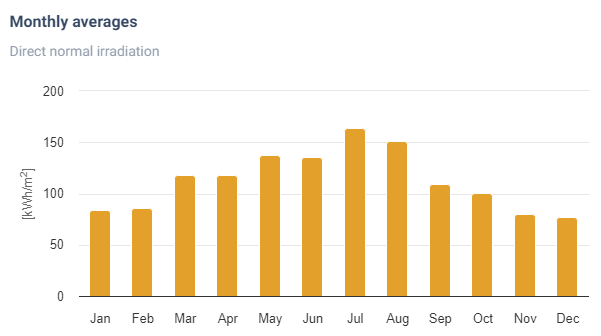 Monthly averages
Direct normal irradiation
200
150
100
50
0
[kWh/m²]
Jan Feb Mar Apr May Jun Jul Aug Sep Oct Nov Dec